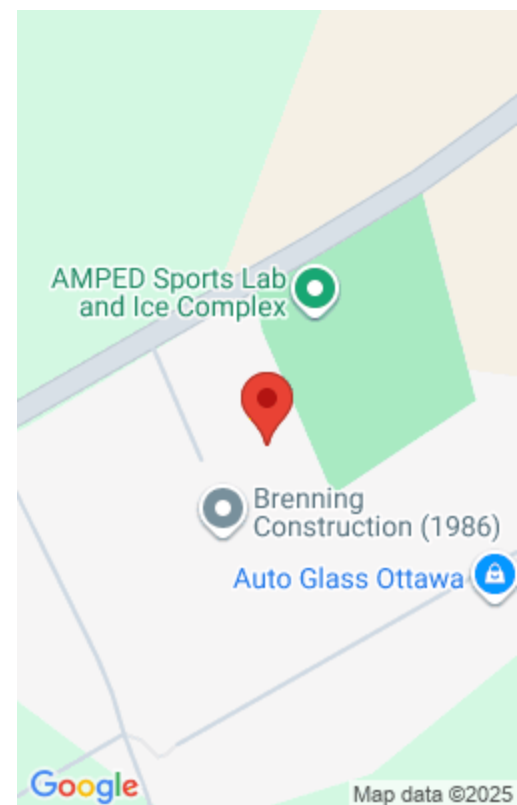 AMPED Sports Lab
and Ice Complex
Brenning
Construction (1986)
Auto Glass Ottawa
Google
Map data ©2025